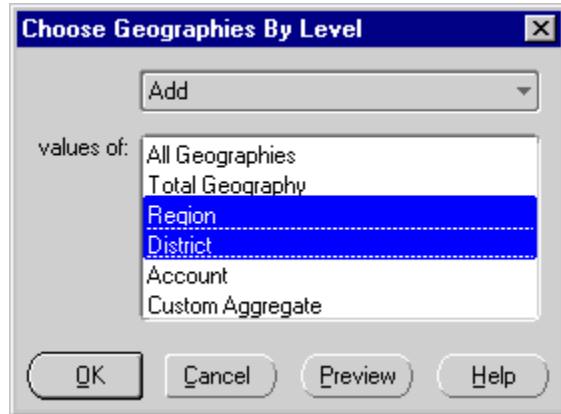 Choose Geographies By Level
Add
values of:
All Geographies
Total Geography
Region
District
Account
Custom Aggregate
OK Cancel Preview Help